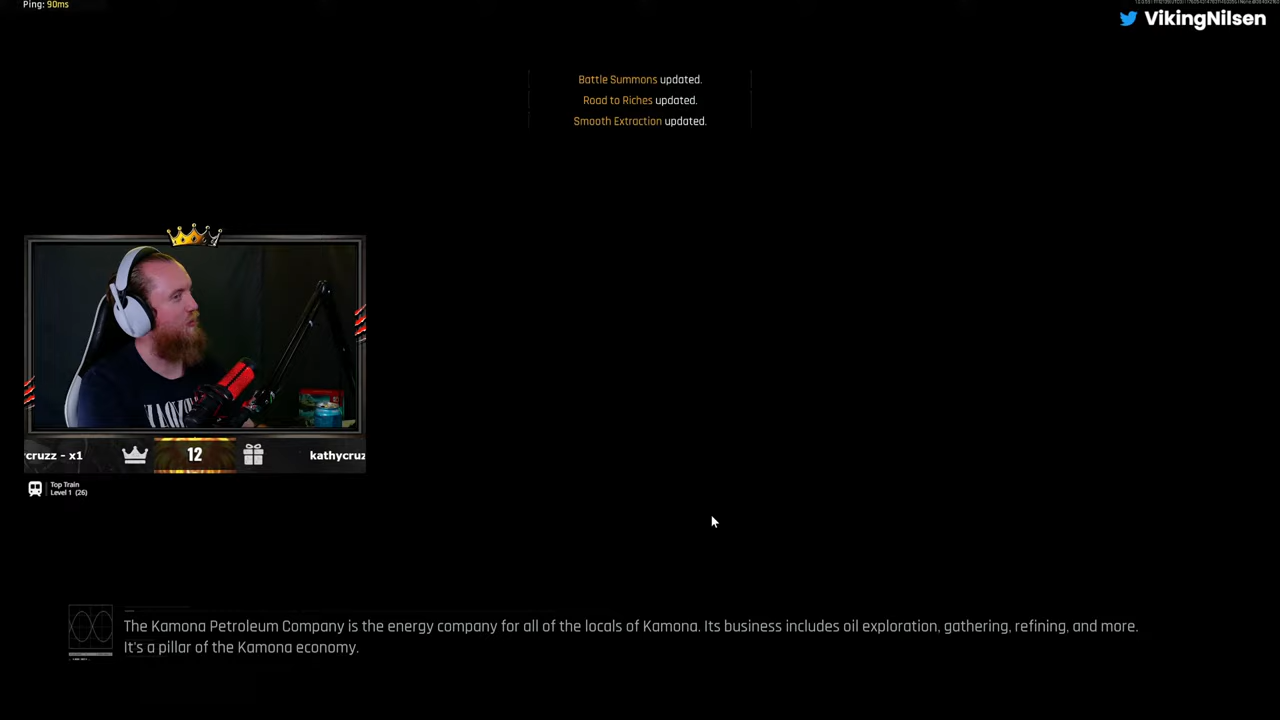 Ping: 90ms
VikingNilsen
Battle Summons updated.
Road to Riches updated.
Smooth Extraction updated.
cruzz - x1
12
kathycruz
Top Train
Level 1 (26)
The Kamona Petroleum Company is the energy company for all of the locals of Kamona. Its business includes oil exploration, gathering, refining, and more.
It's a pillar of the Kamona economy.